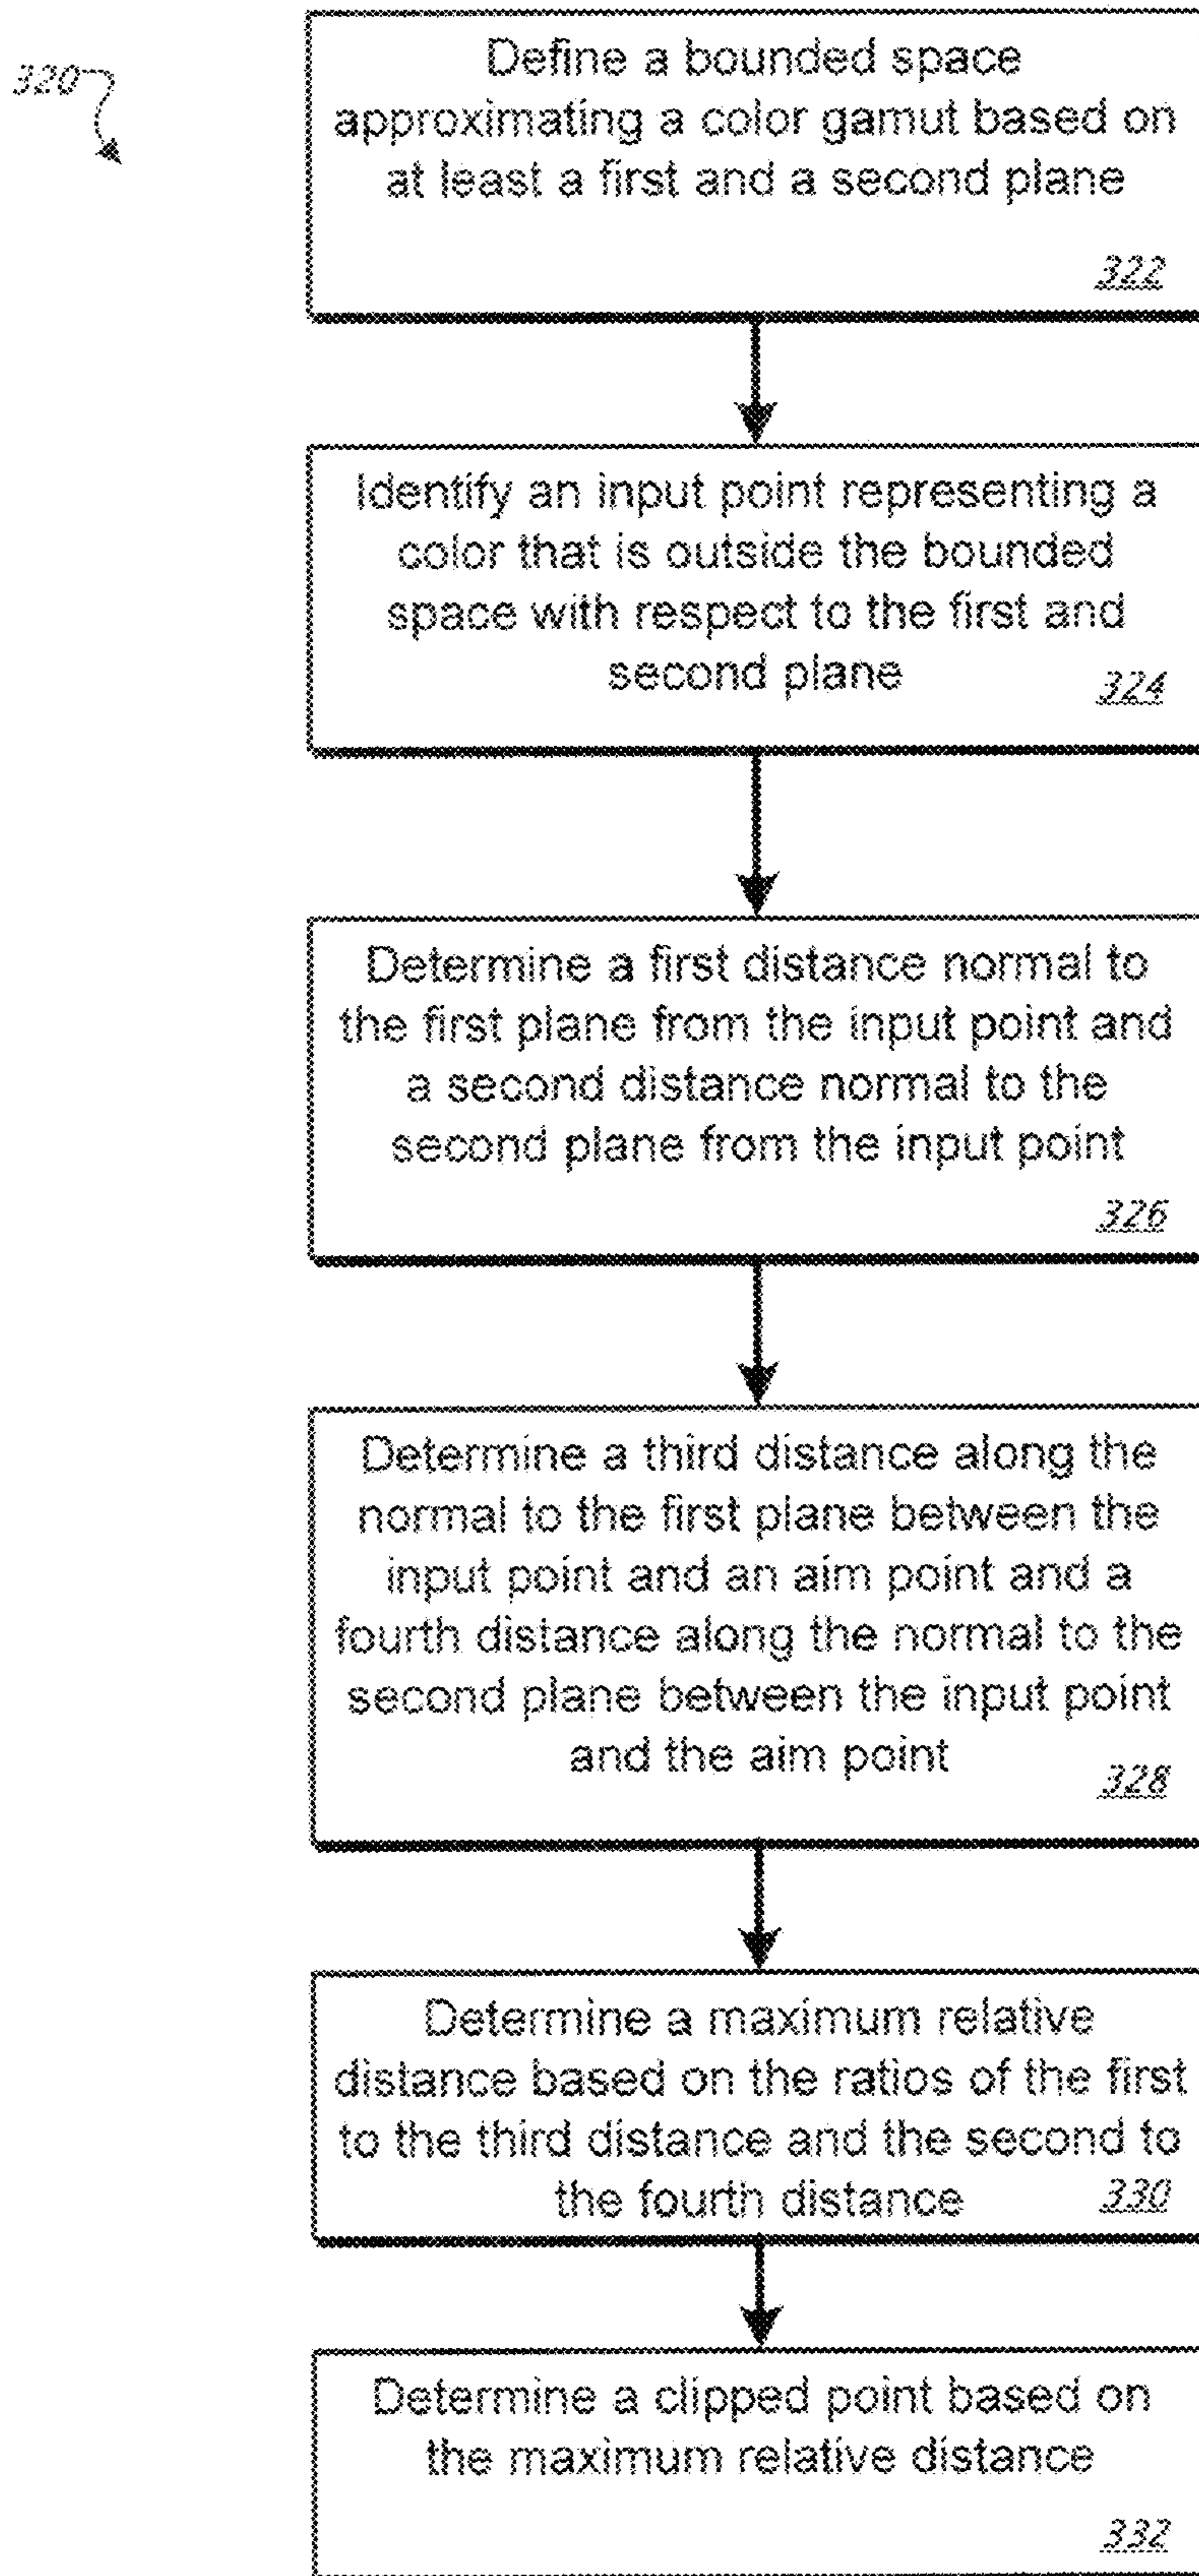 320
Define a bounded space
approximating a color gamut based on
at least a first and a second plane
322
Identify an input point representing a
color that is outside the bounded
space with respect to the first and
second plane
324
Determine a first distance normal to
the first plane from the input point and
a second distance normal to the
second plane from the input point
326
Determine a third distance along the
normal to the first plane between the
input point and an aim point and a
fourth distance along the normal to the
second plane between the input point
and the aim point
328
Determine a maximum relative
distance based on the ratios of the first
to the third distance and the second to
the fourth distance
330
Determine a clipped point based on
the maximum relative distance
332